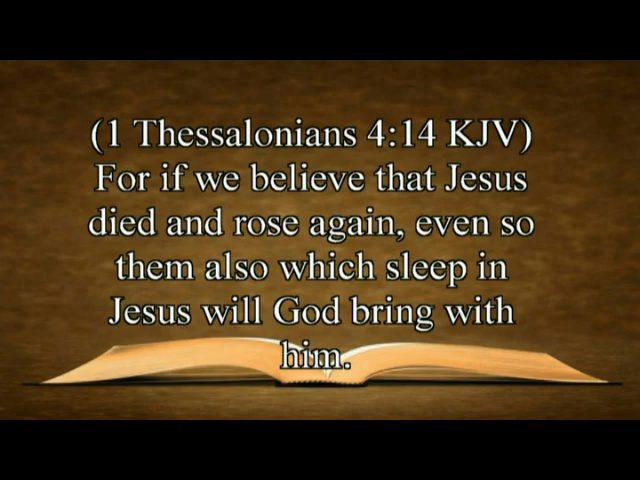 (1 Thessalonians 4:14 KJV)
For if we believe that Jesus
died and rose again, even so
them also which sleep in
Jesus will God bring with
him.